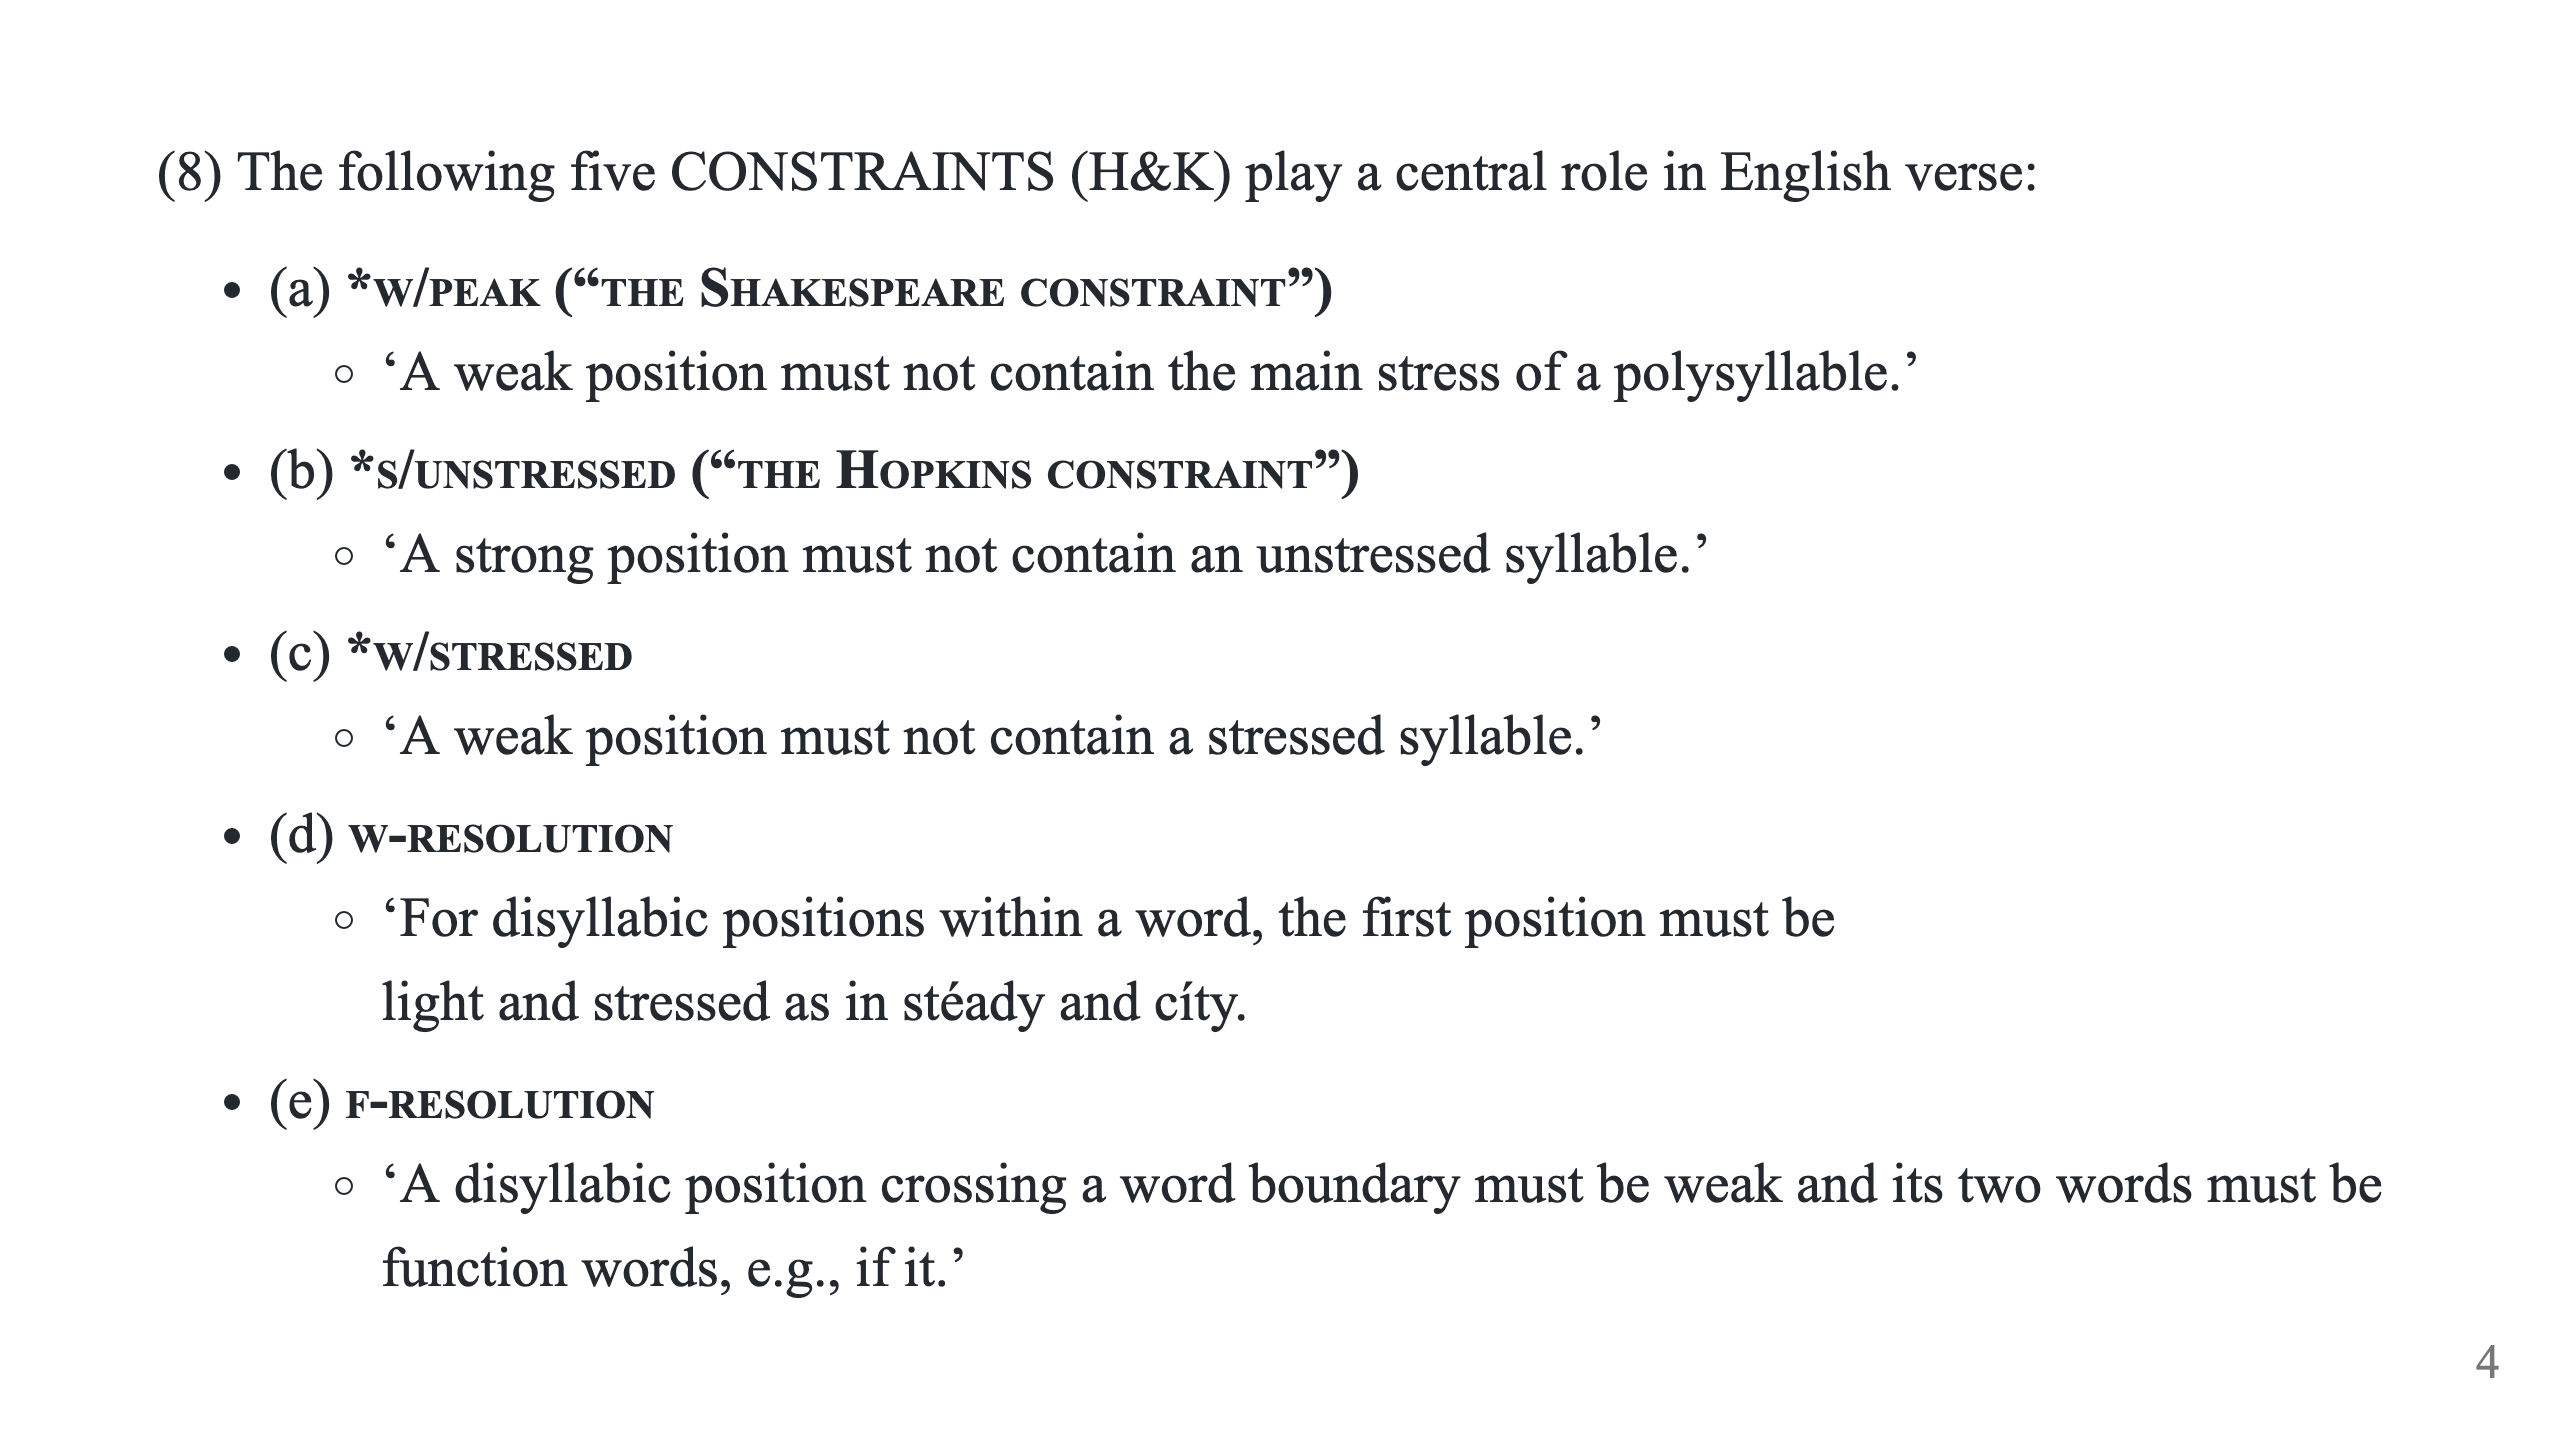 (8) The following five CONSTRAINTS (H&K) play a central role in English verse:
• (a) *W/PEAK (“THE SHAKESPEARE CONSTRAINT”)
◦ ‘A weak position must not contain the main stress of a polysyllable.’
• (b) *S/UNSTRESSED (“THE HOPKINS CONSTRAINT”)
◦ ‘A strong position must not contain an unstressed syllable.’
• (c) *W/STRESSED
◦ ‘A weak position must not contain a stressed syllable.’
• (d) W-RESOLUTION
◦ ‘For disyllabic positions within a word, the first position must be
light and stressed as in stéady and cíty.
• (e) F-RESOLUTION
◦ ‘A disyllabic position crossing a word boundary must be weak and its two words must be
function words, e.g., if it.’
4